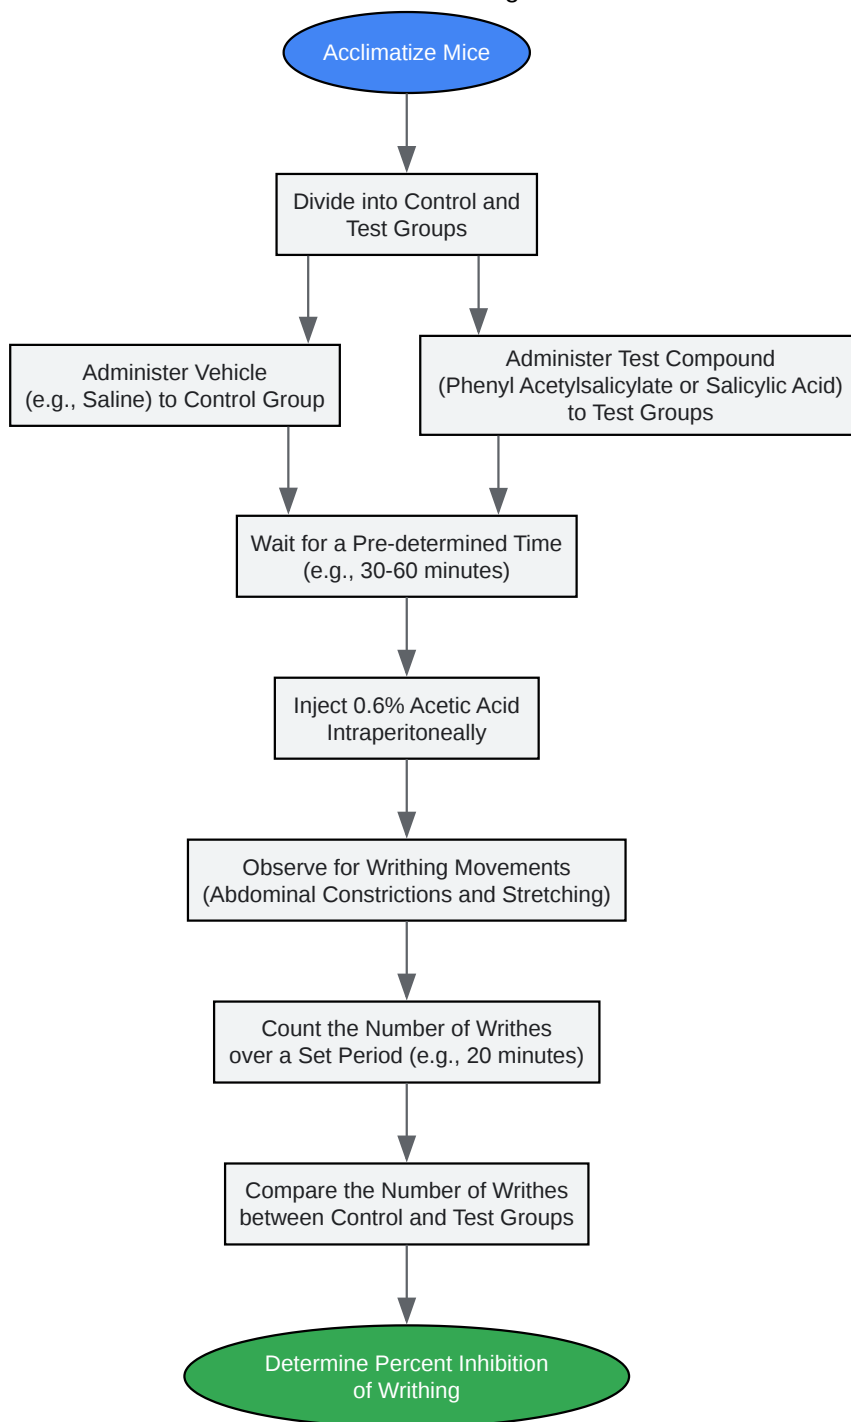 Acclimatize Mice
Divide into Control and
Test Groups
Administer Vehicle
(e.g., Saline) to Control Group
Administer Test Compound
(Phenyl Acetylsalicylate or Salicylic Acid)
to Test Groups
Wait for a Pre-determined Time
(e.g., 30-60 minutes)
Inject 0.6% Acetic Acid
Intraperitoneally
Observe for Writhing Movements
(Abdominal Constrictions and Stretching)
Count the Number of Writhes
over a Set Period (e.g., 20 minutes)
Compare the Number of Writhes
between Control and Test Groups
Determine Percent Inhibition
of Writhing